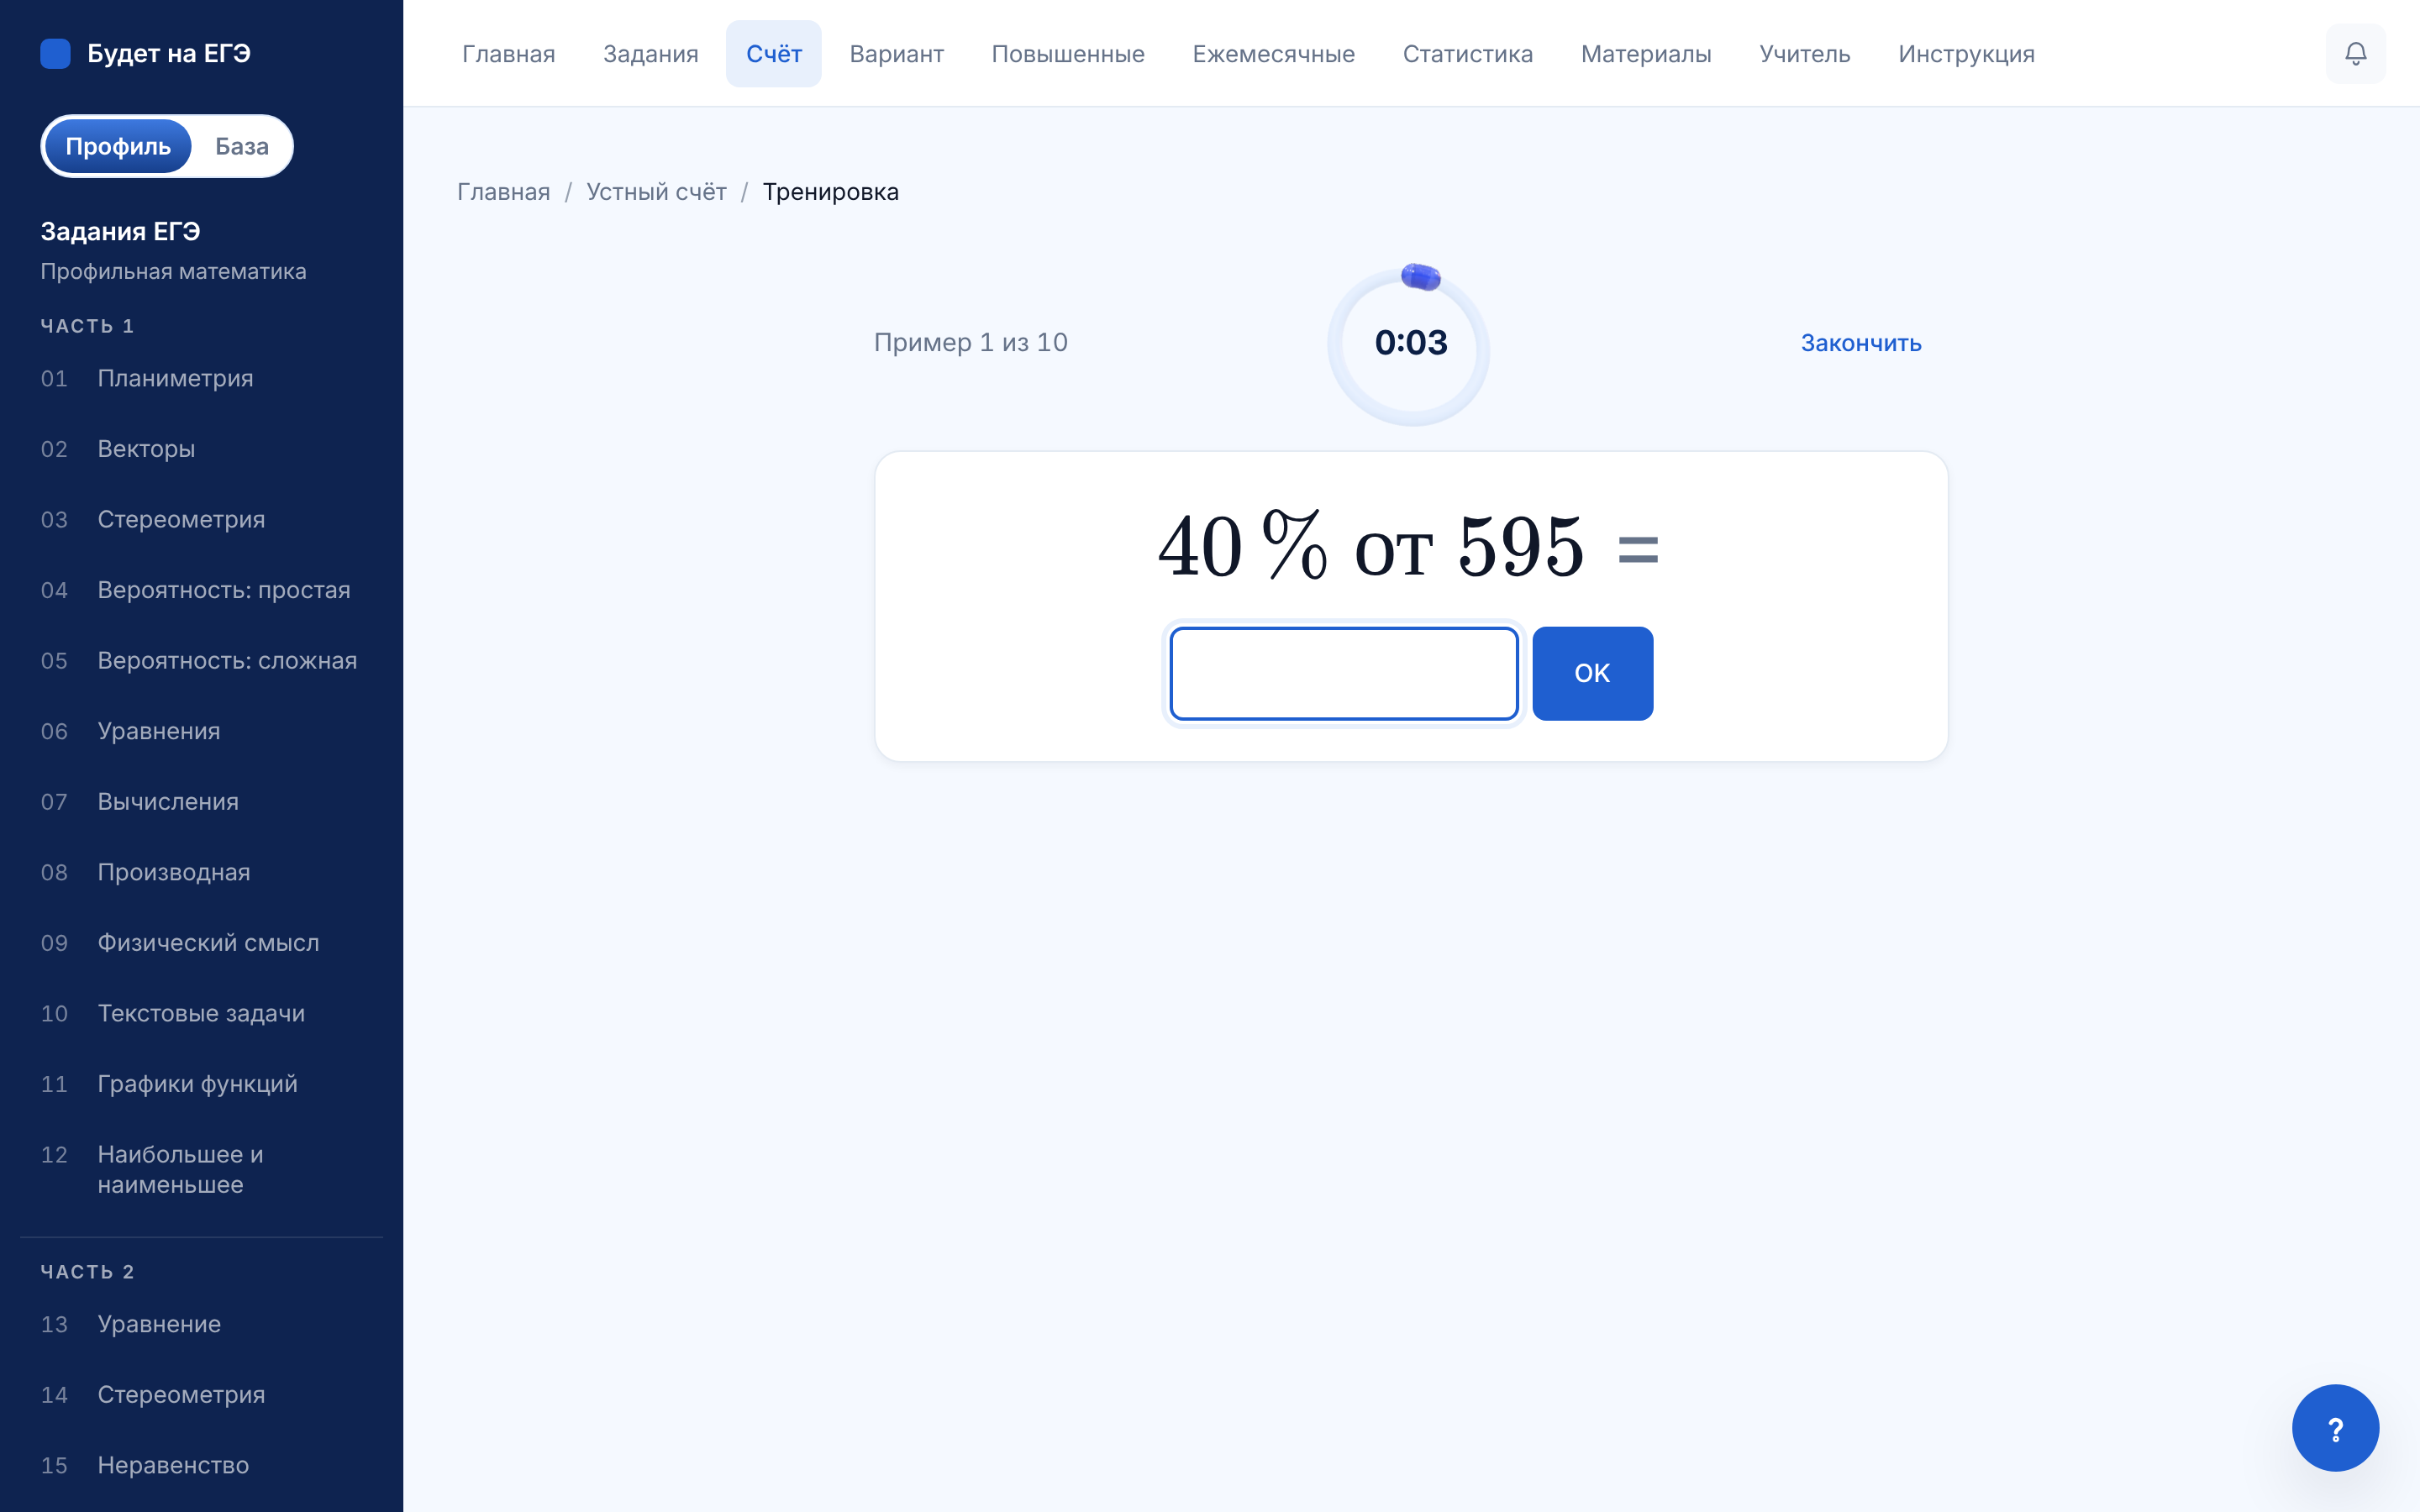 Будет на ЕГЭ
Профиль База
Задания ЕГЭ
Профильная математика
ЧАСТЬ 1
01 Планиметрия
02 Векторы
03 Стереометрия
04 Вероятность: простая
05 Вероятность: сложная
06 Уравнения
07 Вычисления
08 Производная
09 Физический смысл
10 Текстовые задачи
11 Графики функций
12 Наибольшее и
наименьшее
ЧАСТЬ 2
13 Уравнение
14 Стереометрия
15 Неравенство
Главная Задания Счёт Вариант Повышенные Ежемесячные Статистика Материалы Учитель Инструкция
Главная / Устный счёт / Тренировка
Пример 1 из 10 0:03 Закончить
40 % от 595 =
OK
?